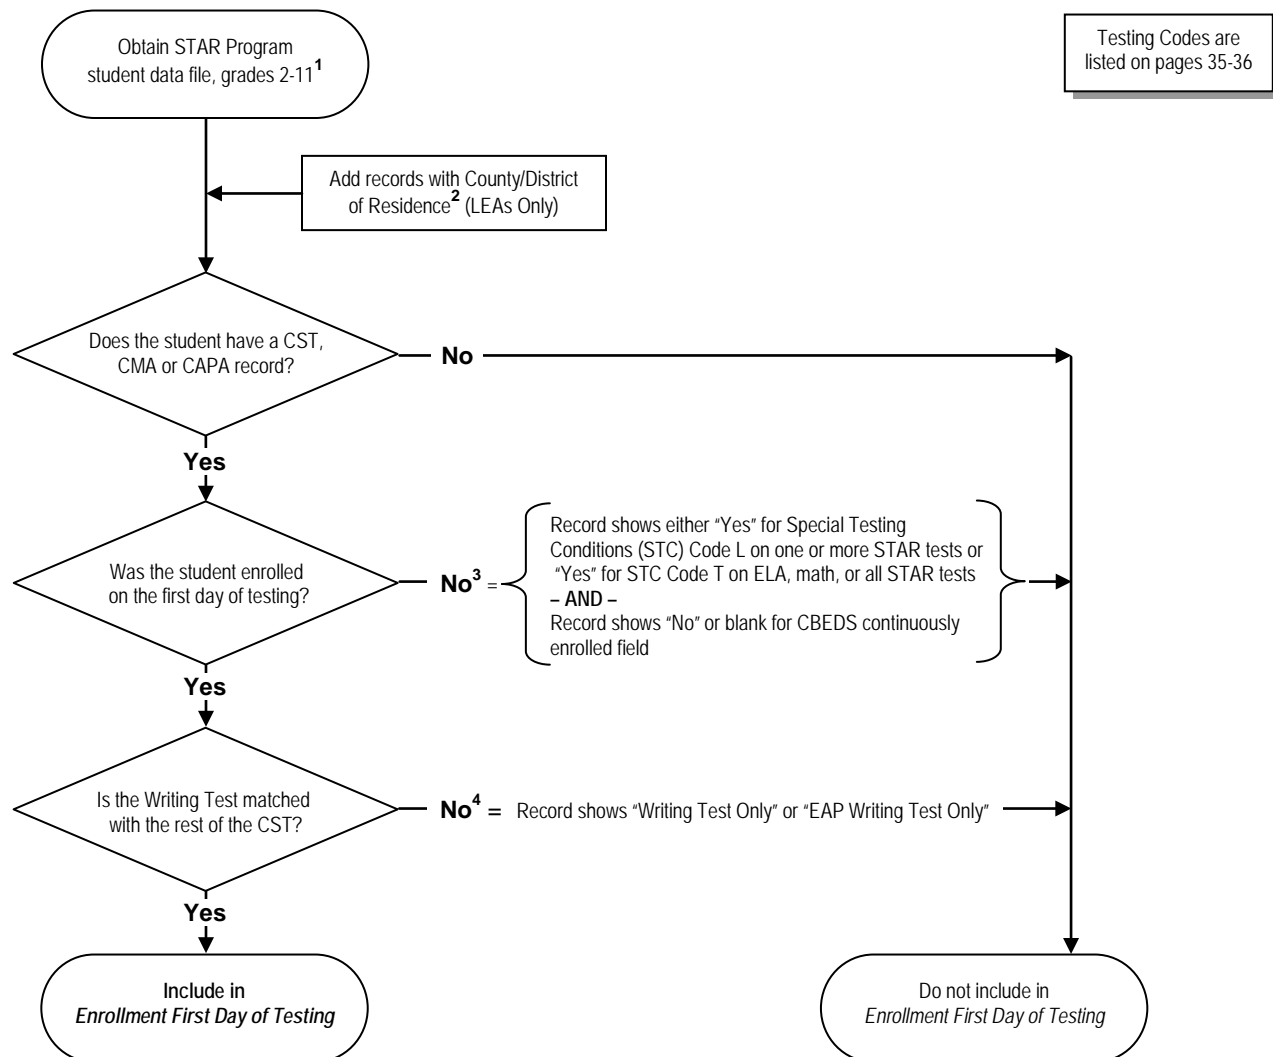 Obtain STAR Program
student data file, grades 2-11¹
Testing Codes are
listed on pages 35-36
Add records with County/District
of Residence² (LEAs Only)
Does the student have a CST,
CMA or CAPA record?
No
Yes
Was the student enrolled
on the first day of testing?
No³ =
Record shows either “Yes” for Special Testing
Conditions (STC) Code L on one or more STAR tests or
“Yes” for STC Code T on ELA, math, or all STAR tests
– AND –
Record shows “No” or blank for CBEDS continuously
enrolled field
Yes
Is the Writing Test matched
with the rest of the CST?
No⁴ = Record shows “Writing Test Only” or “EAP Writing Test Only”
Yes
Include in
Enrollment First Day of Testing
Do not include in
Enrollment First Day of Testing